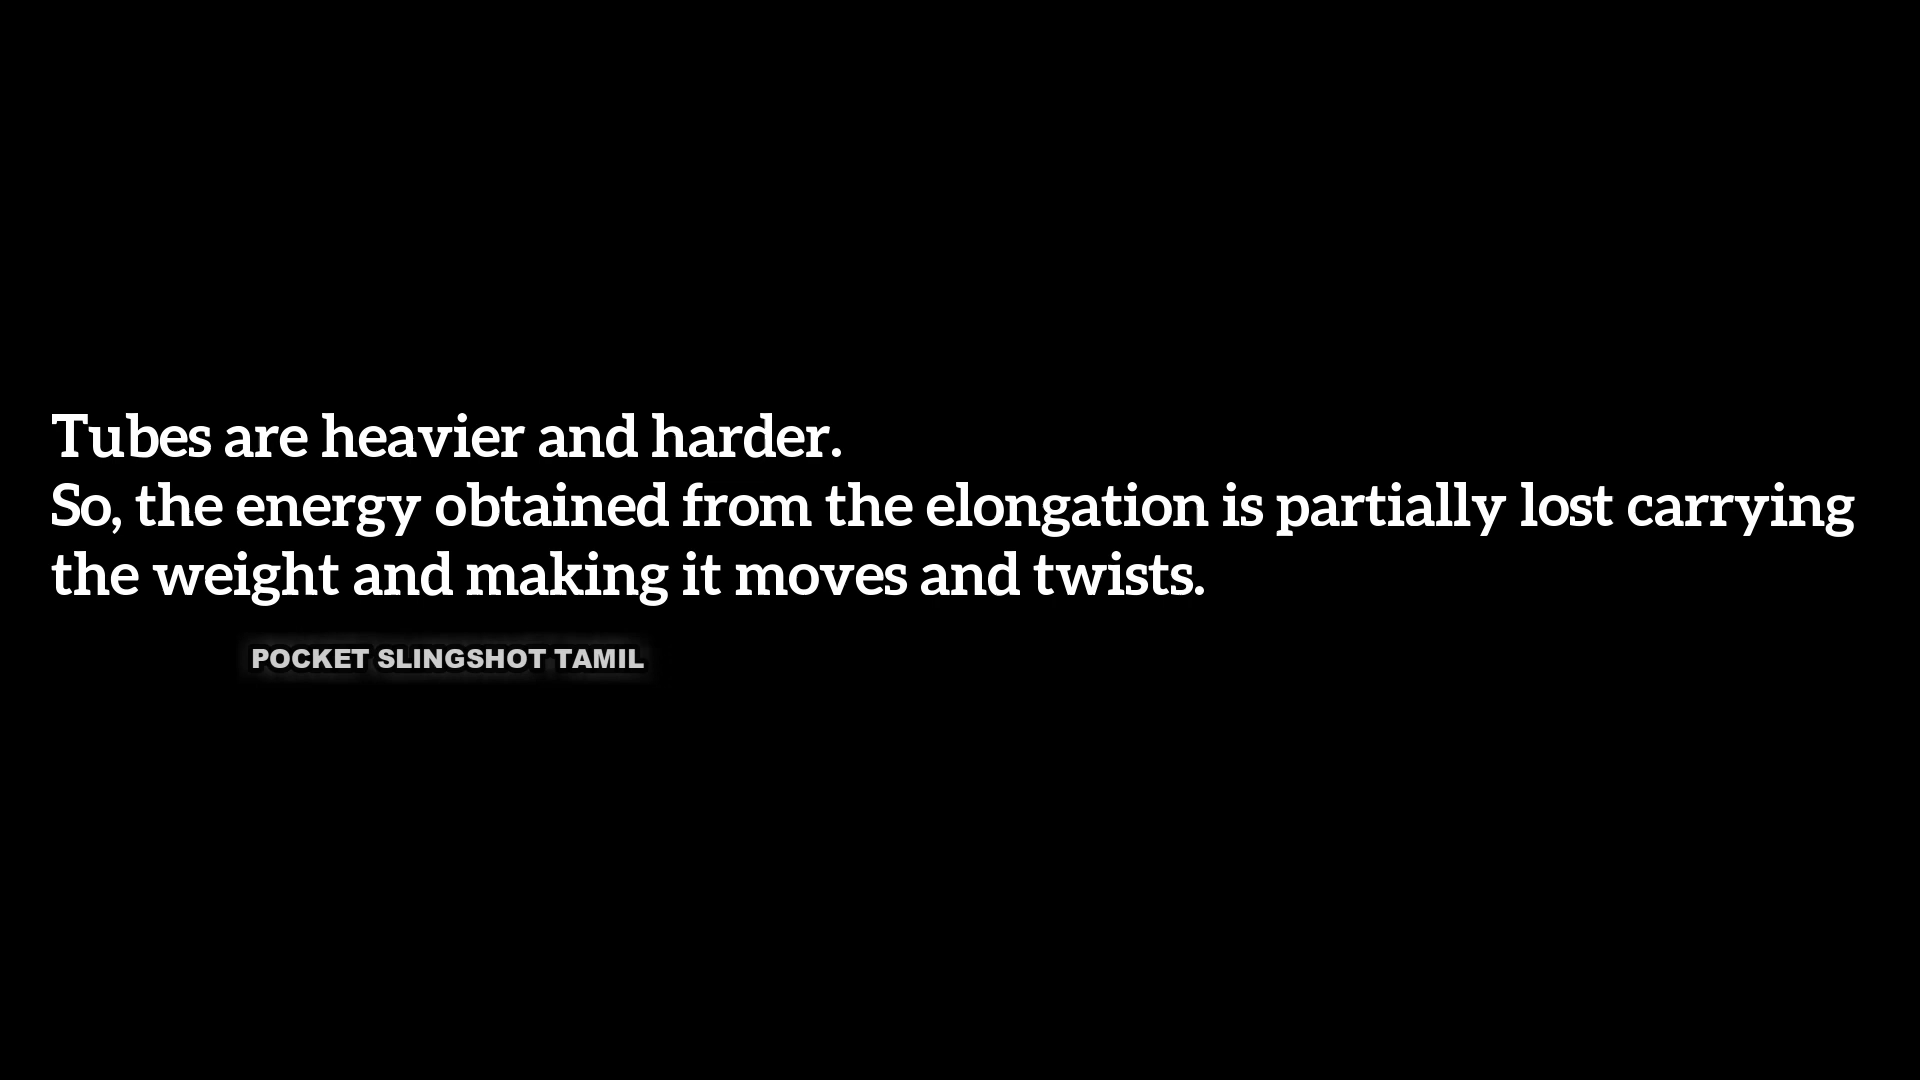 Tubes are heavier and harder.
So, the energy obtained from the elongation is partially lost carrying
the weight and making it moves and twists.
POCKET SLINGSHOT TAMIL